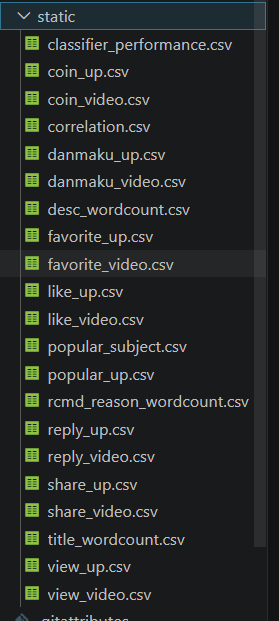 static
classifier_performance.csv
coin_up.csv
coin_video.csv
correlation.csv
danmaku_up.csv
danmaku_video.csv
desc_wordcount.csv
favorite_up.csv
favorite_video.csv
like_up.csv
like_video.csv
popular_subject.csv
popular_up.csv
rcmd_reason_wordcount.csv
reply_up.csv
reply_video.csv
share_up.csv
share_video.csv
title_wordcount.csv
view_up.csv
view_video.csv
.gitattributes